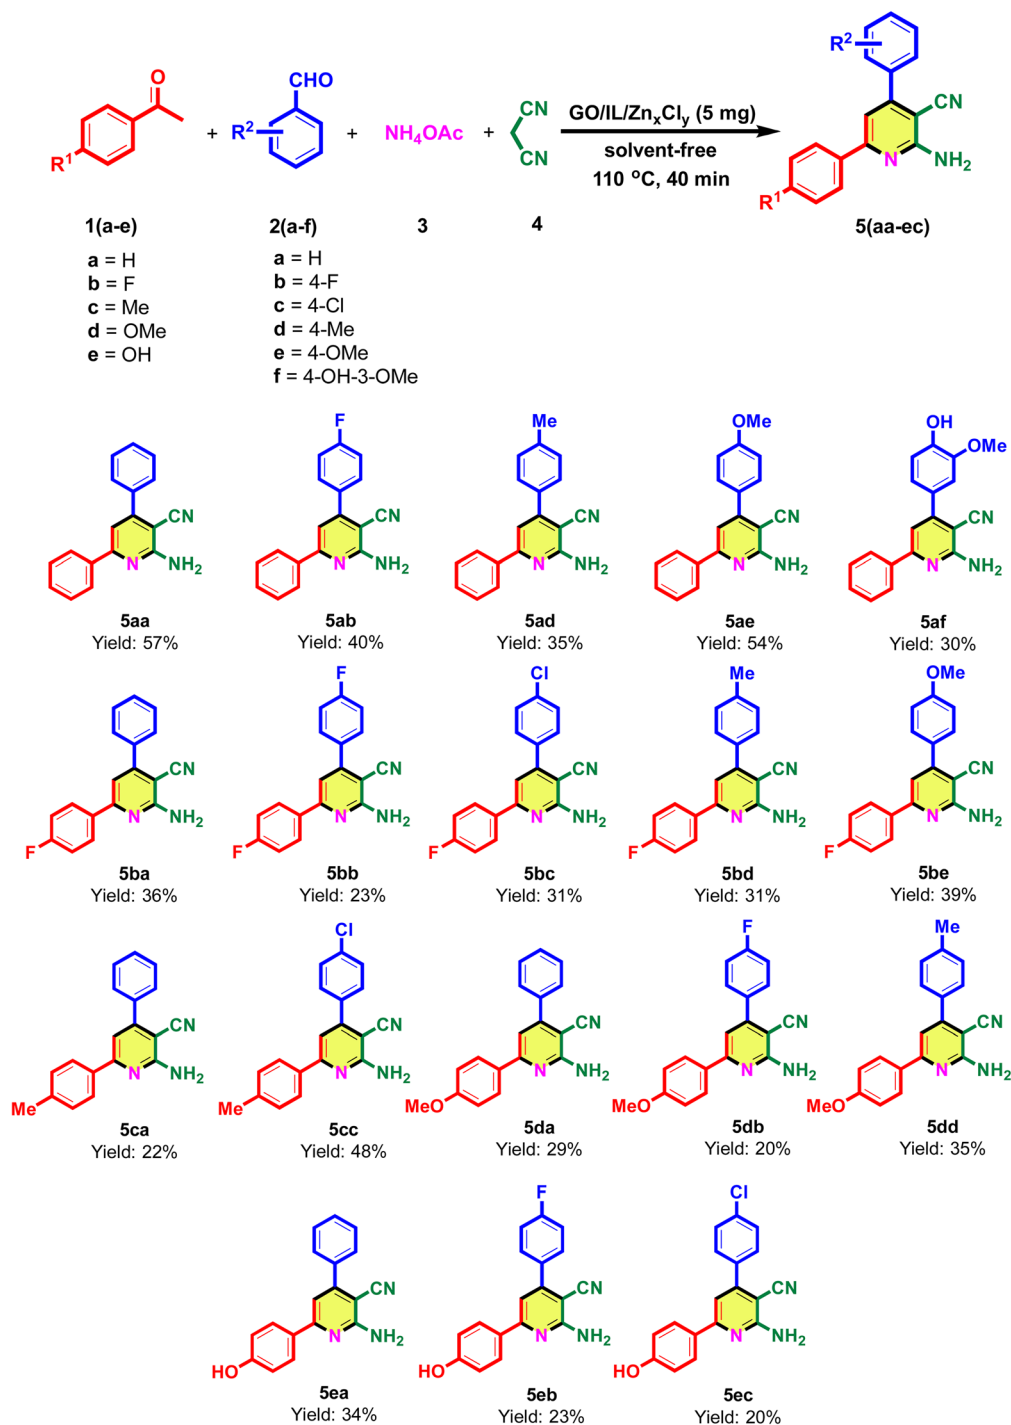 O
CHO
CN
CN
R¹
+
R²
+
NH₄OAc
+
GO/IL/ZnₓClᵧ (5 mg)
solvent-free
110 °C, 40 min
R²
CN
N
NH₂
R¹
1(a-e)
2(a-f)
3
4
5(aa-ec)
a = H
b = F
c = Me
d = OMe
e = OH
a = H
b = 4-F
c = 4-Cl
d = 4-Me
e = 4-OMe
f = 4-OH-3-OMe
CN
N
NH₂
5aa
Yield: 57%
F
CN
N
NH₂
5ab
Yield: 40%
Me
CN
N
NH₂
5ad
Yield: 35%
OMe
CN
N
NH₂
5ae
Yield: 54%
OH
OMe
CN
N
NH₂
5af
Yield: 30%
CN
N
NH₂
F
5ba
Yield: 36%
F
CN
N
NH₂
F
5bb
Yield: 23%
Cl
CN
N
NH₂
F
5bc
Yield: 31%
Me
CN
N
NH₂
F
5bd
Yield: 31%
OMe
CN
N
NH₂
F
5be
Yield: 39%
CN
N
NH₂
Me
5ca
Yield: 22%
Cl
CN
N
NH₂
Me
5cc
Yield: 48%
CN
N
NH₂
MeO
5da
Yield: 29%
F
CN
N
NH₂
MeO
5db
Yield: 20%
Me
CN
N
NH₂
MeO
5dd
Yield: 35%
CN
N
NH₂
HO
5ea
Yield: 34%
F
CN
N
NH₂
HO
5eb
Yield: 23%
Cl
CN
N
NH₂
HO
5ec
Yield: 20%